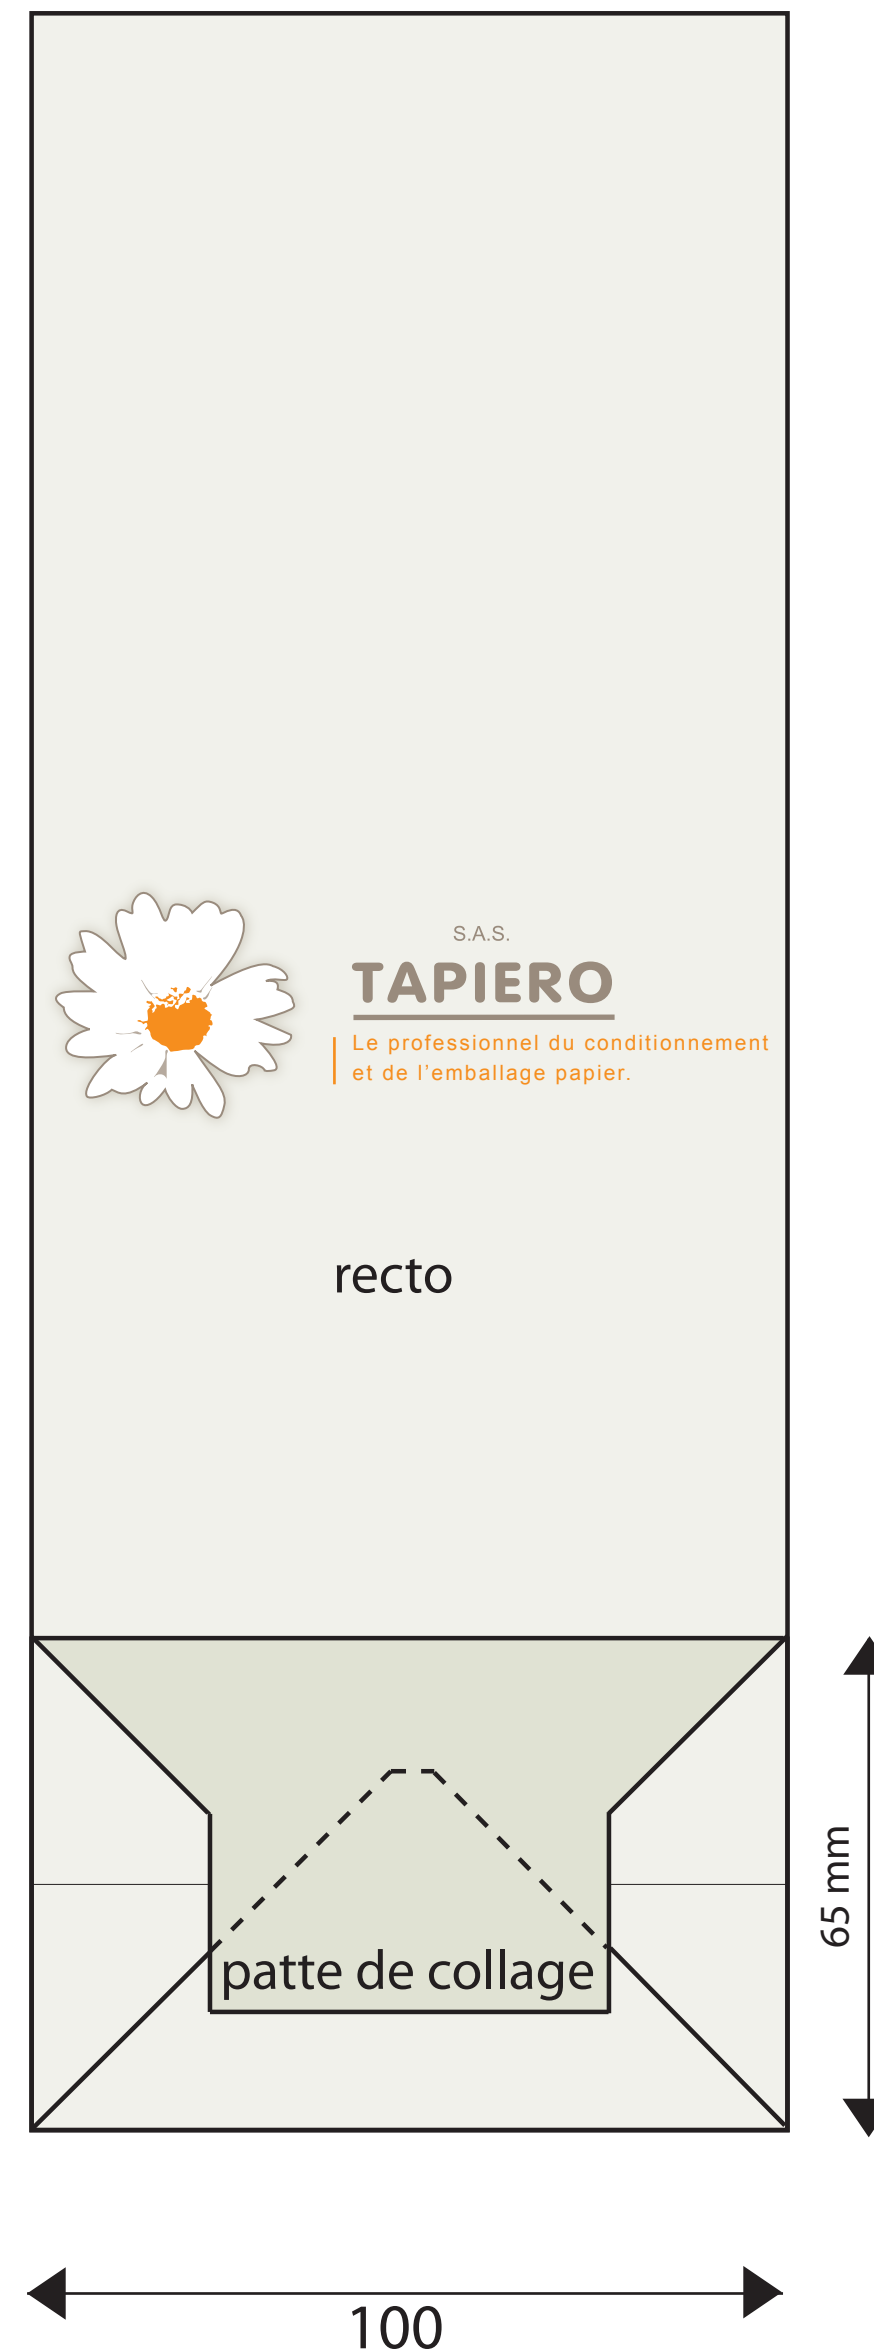 S.A.S.
TAPIERO
Le professionnel du conditionnement
et de l’emballage papier.
recto
65 mm
patte de collage
100